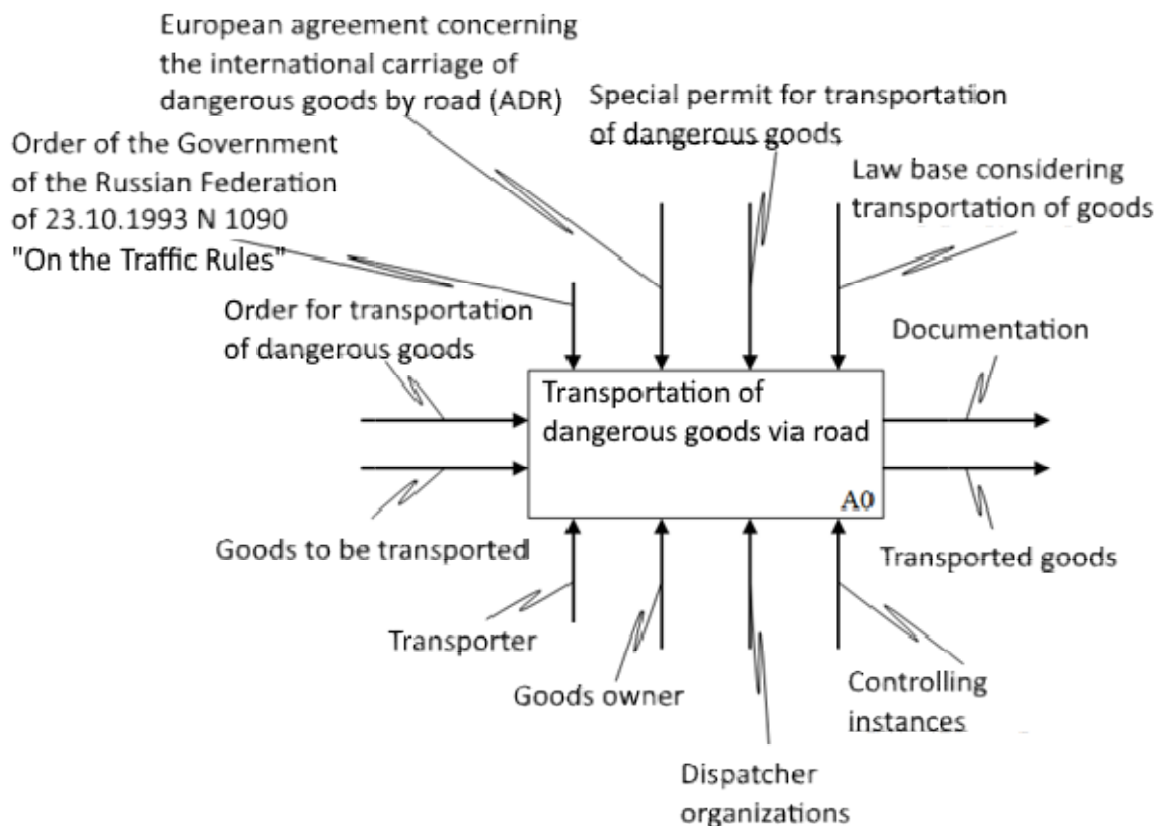 European agreement concerning
the international carriage of
dangerous goods by road (ADR)
Special permit for transportation
of dangerous goods
Order of the Government
of the Russian Federation
of 23.10.1993 N 1090
"On the Traffic Rules"
Law base considering
transportation of goods
Order for transportation
of dangerous goods
Documentation
Transportation of
dangerous goods via road
A0
Goods to be transported
Transported goods
Transporter
Goods owner
Controlling
instances
Dispatcher
organizations